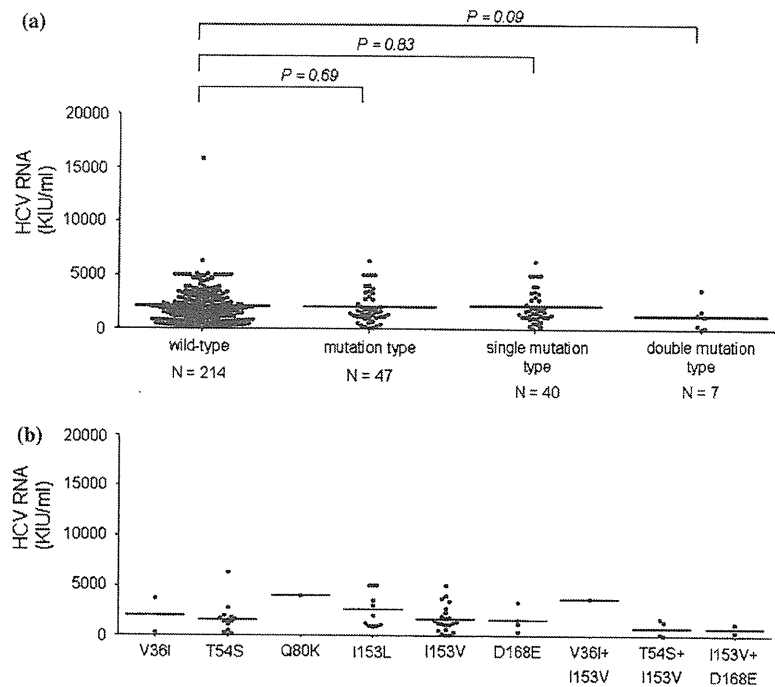 (a)
P = 0.09
P = 0.83
P = 0.69
HCV RNA
(KIU/ml)
20000
15000
10000
5000
0
wild-type
mutation type
single mutation
type
double mutation
type
N = 214
N = 47
N = 40
N = 7
(b)
HCV RNA
(KIU/ml)
20000
15000
10000
5000
0
V36I
T54S
Q80K
I153L
I153V
D168E
V36I+
I153V
T54S+
I153V
I153V+
D168E